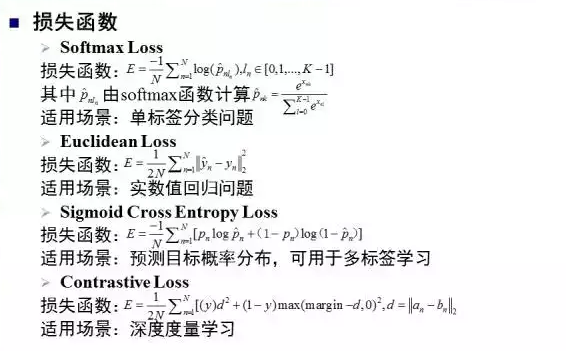 损失函数
Softmax Loss
损失函数: E = \frac{-1}{N} \sum_{n=1}^{N} \log(\hat{p}_{nl_n}), l_n ∈ [0,1,...,K-1]
其中 \hat{p}_{nl_n} 由softmax函数计算 \hat{p}_{nk} = \frac{e^{x_{nk}}}{\sum_{i=0}^{K-1} e^{x_{ni}}}
适用场景: 单标签分类问题
Euclidean Loss
损失函数: E = \frac{1}{2N} \sum_{n=1}^{N} \|\hat{y}_n - y_n\|_2^2
适用场景: 实数值回归问题
Sigmoid Cross Entropy Loss
损失函数: E = \frac{-1}{N} \sum_{n=1}^{N} [p_n \log \hat{p}_n + (1-p_n) \log(1-\hat{p}_n)]
适用场景: 预测目标概率分布，可用于多标签学习
Contrastive Loss
损失函数: E = \frac{1}{2N} \sum_{n=1}^{N} [(y)d^2 + (1-y)max(margin-d,0)^2, d = \|a_n - b_n\|_2
适用场景: 深度度量学习